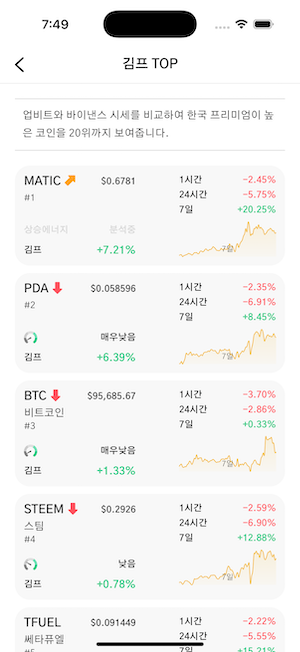 7:49
김프 TOP
업비트와 바이낸스 시세를 비교하여 한국 프리미엄이 높
은 코인을 20위까지 보여줍니다.
MATIC $0.6781 1시간 -2.45%
#1 24시간 -5.75%
7일 +20.25%
상승에너지 분석중
김프 +7.21% 7일
PDA $0.058596 1시간 -2.35%
#2 24시간 -6.91%
7일 +8.45%
매우낮음
김프 +6.39% 7일
BTC $95,685.67 1시간 -3.70%
비트코인 24시간 -2.86%
#3 7일 +0.33%
매우낮음
김프 +1.33% 7일
STEEM $0.2926 1시간 -2.59%
스팀 24시간 -6.90%
#4 7일 +12.88%
낮음
김프 +0.78% 7일
TFUEL $0.091449 1시간 -2.22%
쎄타퓨엘 24시간 -5.55%
#5 7일 +15.21%